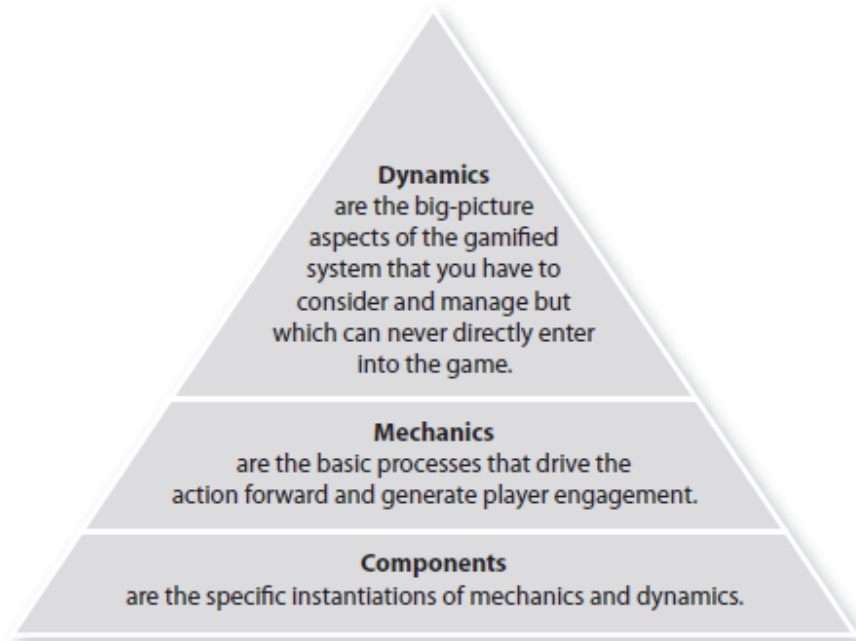 Dynamics
are the big-picture
aspects of the gamified
system that you have to
consider and manage but
which can never directly enter
into the game.
Mechanics
are the basic processes that drive the
action forward and generate player engagement.
Components
are the specific instantiations of mechanics and dynamics.